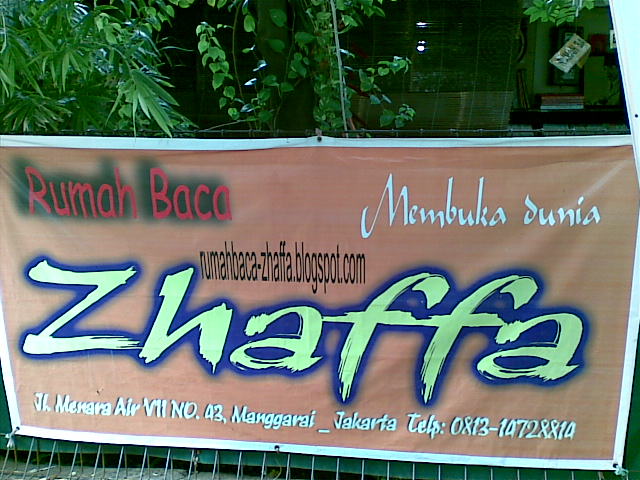 Rumah Baca
Membuka dunia
rumahbaca-zhaffa.blogspot.com
Zhaffa
Jl. Menara Air VII NO. 43, Manggarai _ Jakarta Telp: 0813-14728814